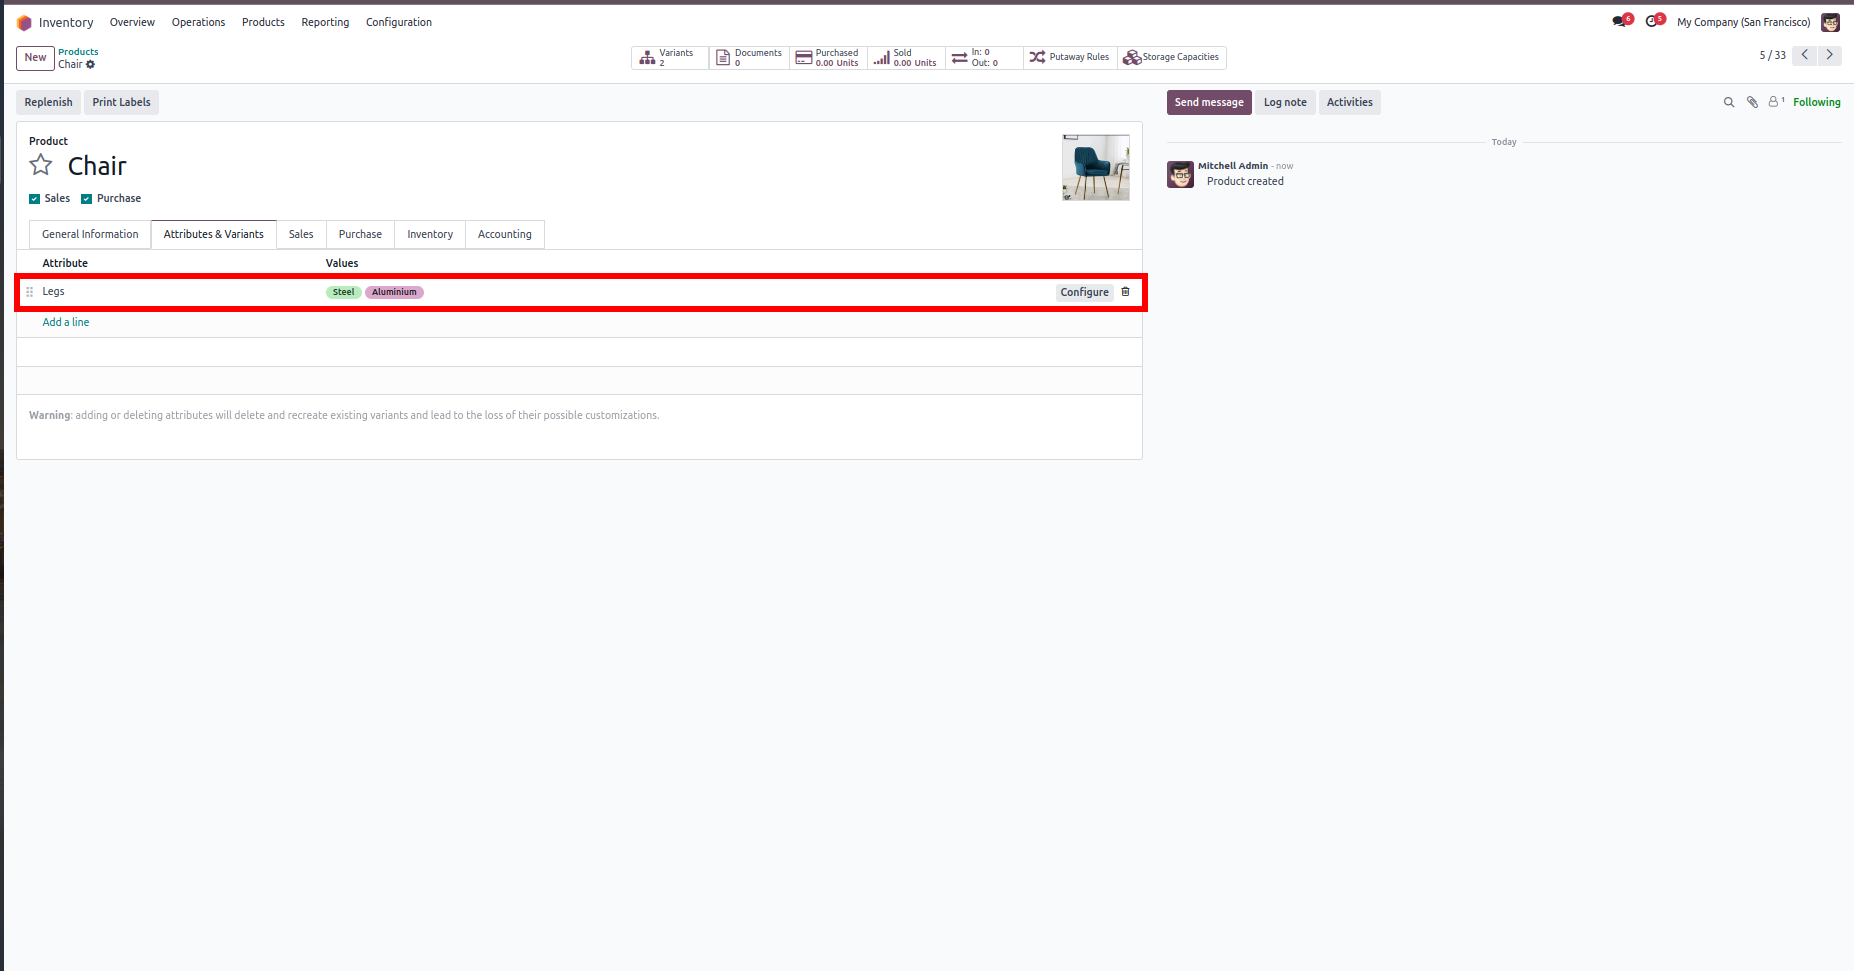 Inventory Overview Operations Products Reporting Configuration 6 5 My Company (San Francisco)
New Products
Chair
Variants
2
Documents
0
Purchased
0.00 Units
Sold
0.00 Units
In: 0
Out: 0
Putaway Rules
Storage Capacities
5 / 33
Replenish Print Labels
Send message Log note Activities 1 Following
Product
Chair
Sales Purchase
Today
Mitchell Admin - now
Product created
General Information Attributes & Variants Sales Purchase Inventory Accounting
Attribute Values
Legs Steel Aluminium Configure
Add a line
Warning: adding or deleting attributes will delete and recreate existing variants and lead to the loss of their possible customizations.